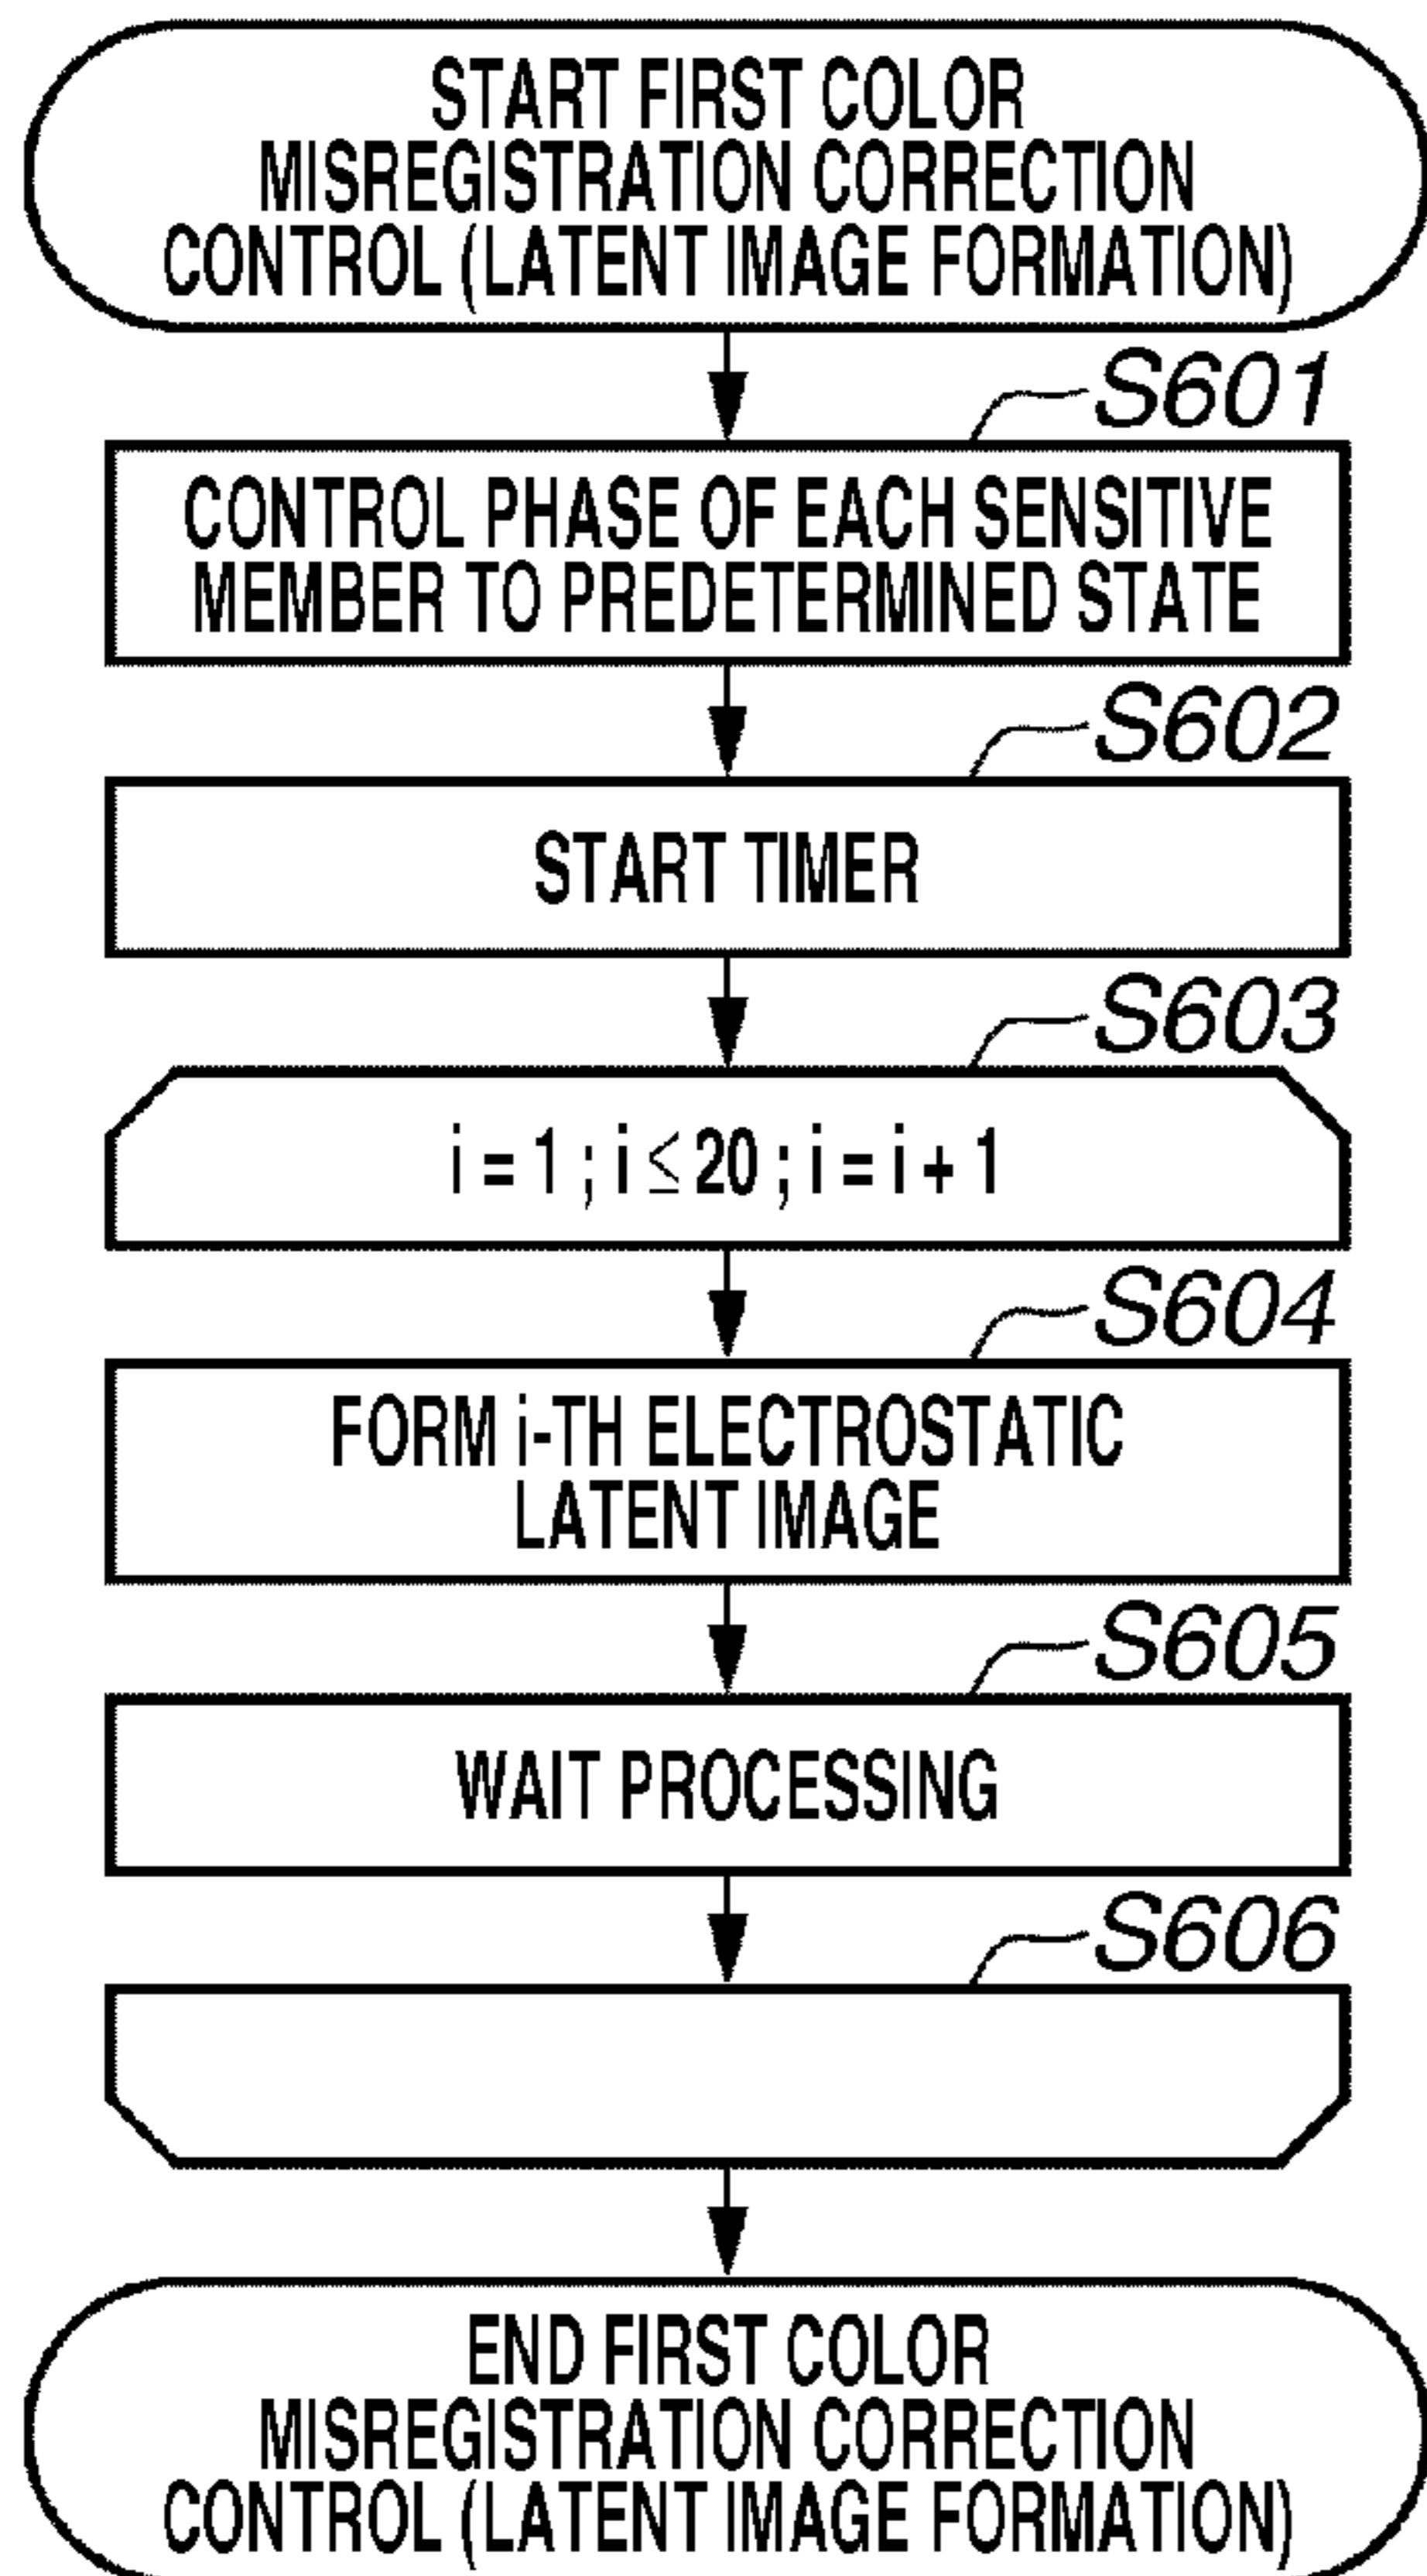 START FIRST COLOR
MISREGISTRATION CORRECTION
CONTROL (LATENT IMAGE FORMATION)
S601
CONTROL PHASE OF EACH SENSITIVE
MEMBER TO PREDETERMINED STATE
S602
START TIMER
S603
i = 1 ; i ≤ 20 ; i = i + 1
S604
FORM i-TH ELECTROSTATIC
LATENT IMAGE
S605
WAIT PROCESSING
S606
END FIRST COLOR
MISREGISTRATION CORRECTION
CONTROL (LATENT IMAGE FORMATION)